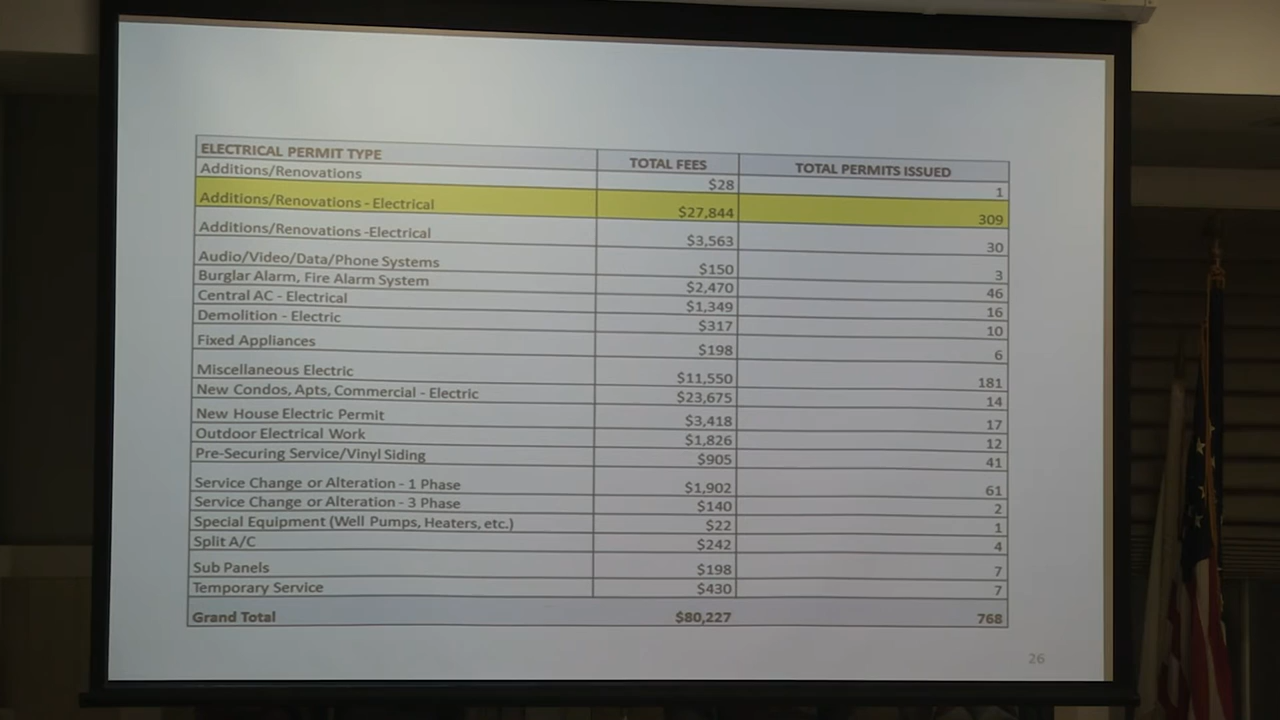 ELECTRICAL PERMIT TYPE TOTAL FEES TOTAL PERMITS ISSUED
Additions/Renovations $28 1
Additions/Renovations - Electrical $27,844 309
Additions/Renovations -Electrical $3,563 30
Audio/Video/Data/Phone Systems $150 3
Burglar Alarm, Fire Alarm System $2,470 46
Central AC - Electrical $1,349 16
Demolition - Electric $317 10
Fixed Appliances $198 6
Miscellaneous Electric $11,550 181
New Condos, Apts, Commercial - Electric $23,675 14
New House Electric Permit $3,418 17
Outdoor Electrical Work $1,826 12
Pre-Securing Service/Vinyl Siding $905 41
Service Change or Alteration - 1 Phase $1,902 61
Service Change or Alteration - 3 Phase $140 2
Special Equipment (Well Pumps, Heaters, etc.) $22 1
Split A/C $242 4
Sub Panels $198 7
Temporary Service $430 7
Grand Total $80,227 768
26